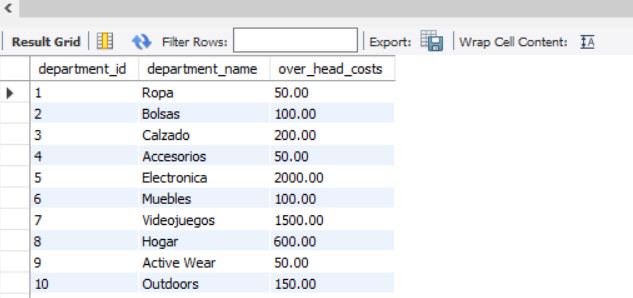 Result Grid Filter Rows: Export: Wrap Cell Content: IA
department_id department_name over_head_costs
1 Ropa 50.00
2 Bolsas 100.00
3 Calzado 200.00
4 Accesorios 50.00
5 Electronica 2000.00
6 Muebles 100.00
7 Videojuegos 1500.00
8 Hogar 600.00
9 Active Wear 50.00
10 Outdoors 150.00